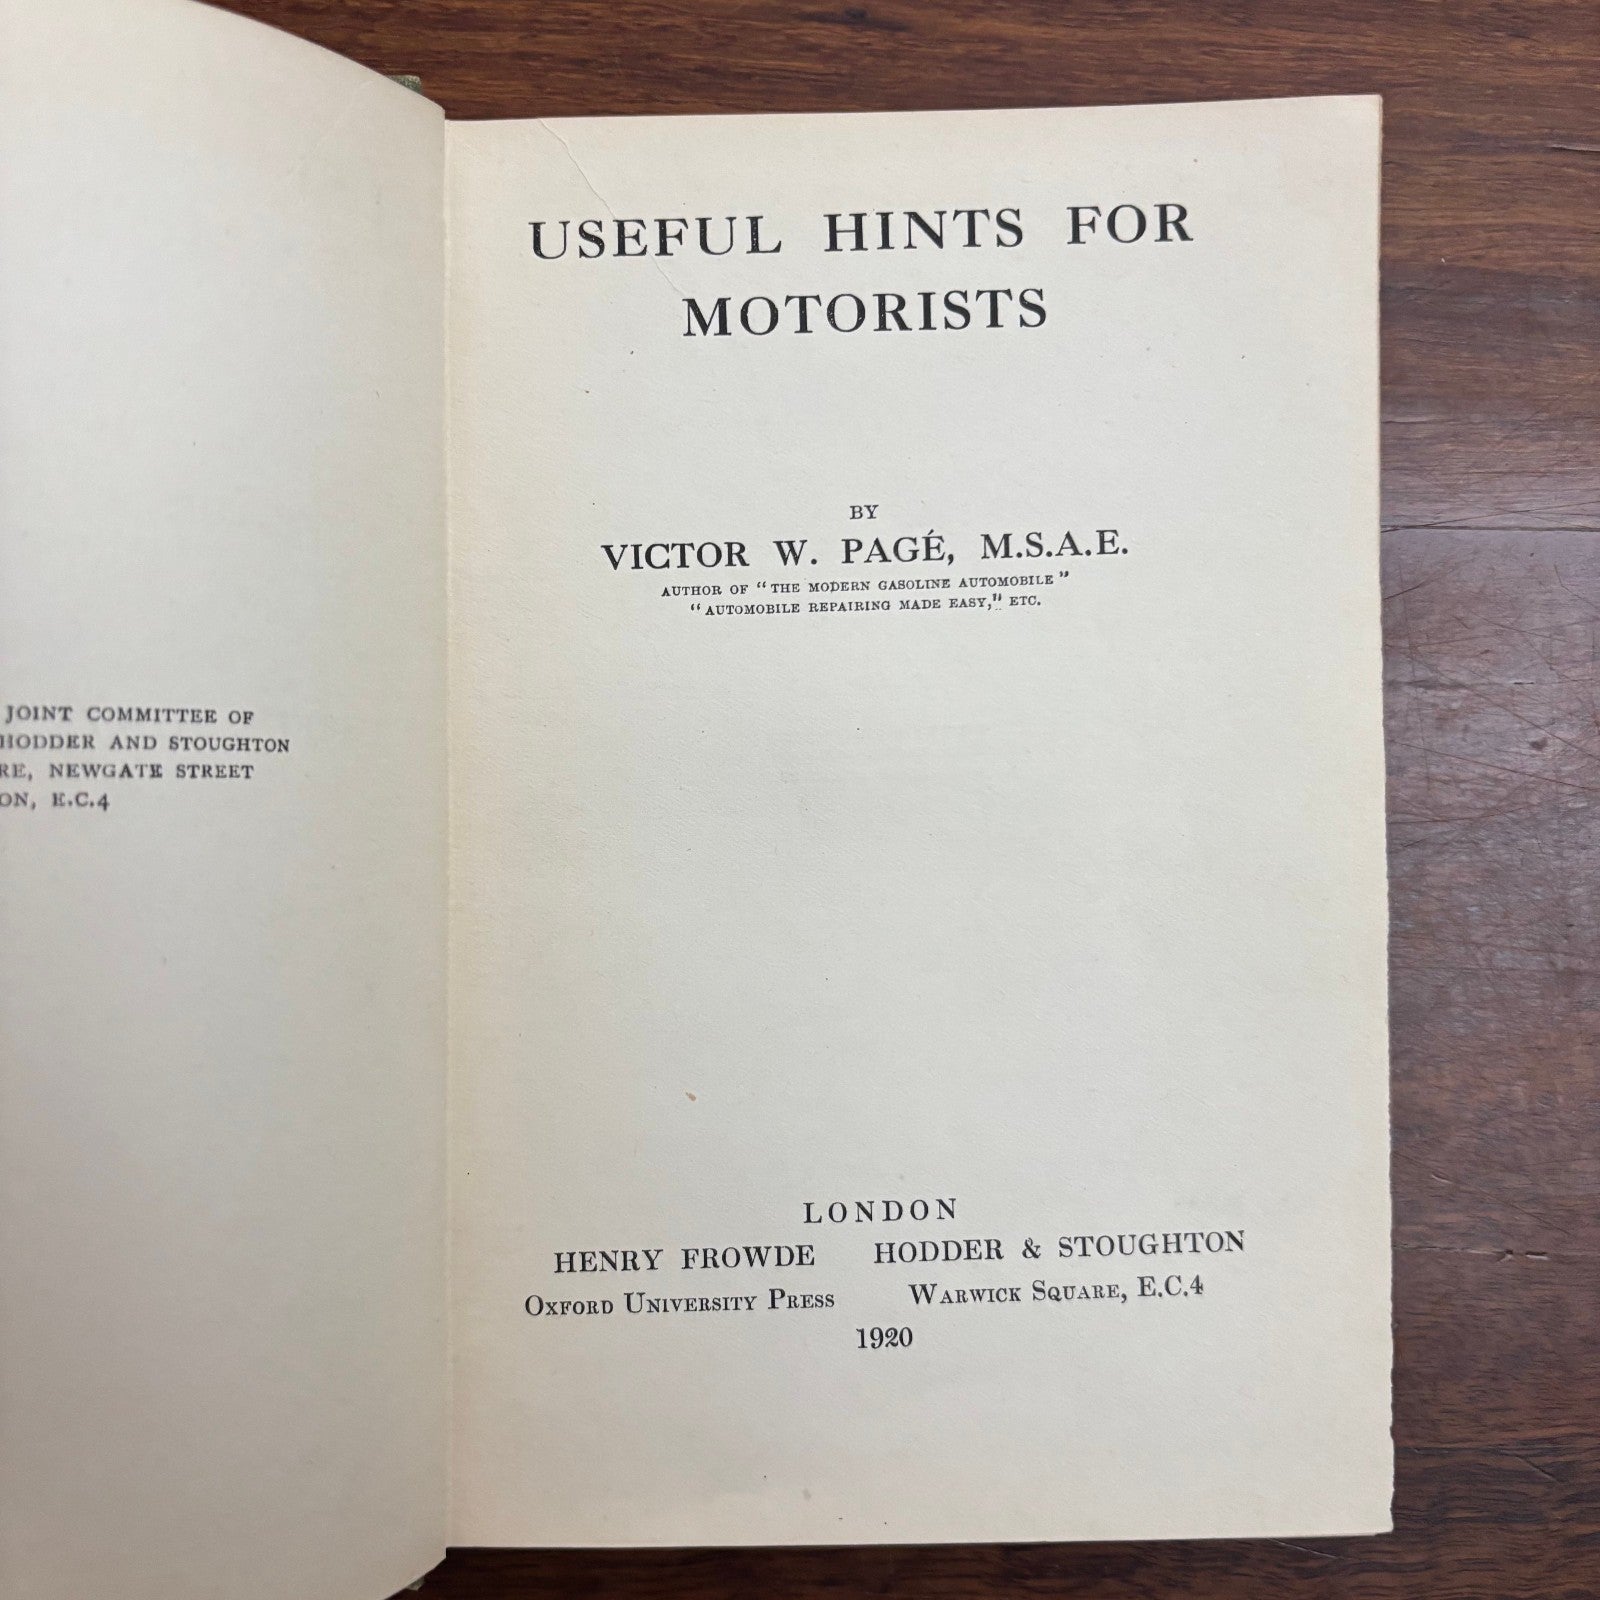 JOINT COMMITTEE OF
HODDER AND STOUGHTON
NEWGATE STREET
E.C.4
USEFUL HINTS FOR
MOTORISTS
BY
VICTOR W. PAGÉ, M.S.A.E.
AUTHOR OF "THE MODERN GASOLINE AUTOMOBILE"
"AUTOMOBILE REPAIRING MADE EASY," ETC.
LONDON
HENRY FROWDE HODDER & STOUGHTON
OXFORD UNIVERSITY PRESS WARWICK SQUARE, E.C.4
1920